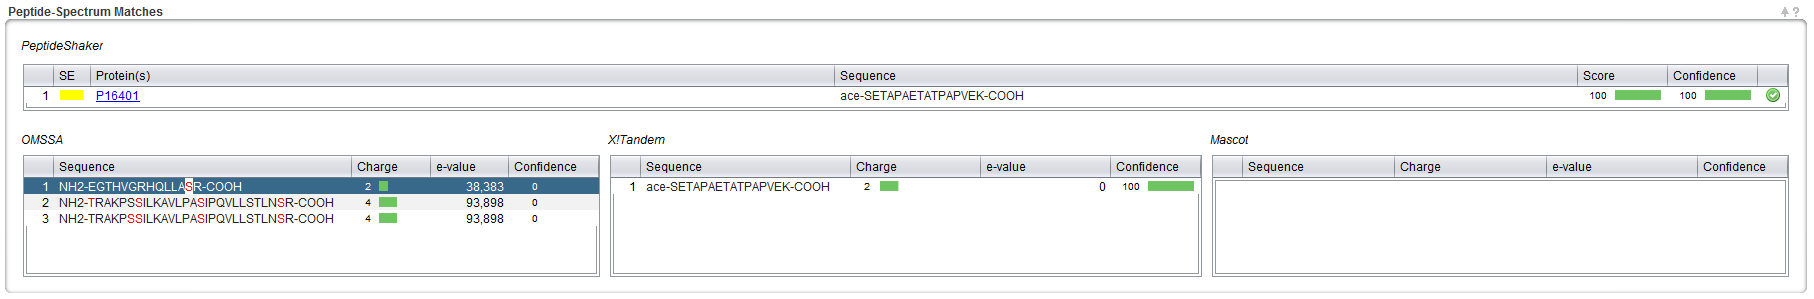 Peptide-Spectrum Matches ?
PeptideShaker
SE Protein(s) Sequence Score Confidence
1 P16401 ace-SETAPAETATPAPVEK-COOH 100 100
OMSSA X!Tandem Mascot
Sequence Charge e-value Confidence Sequence Charge e-value Confidence Sequence Charge e-value Confidence
1 NH2-EGTHVGRHQLLASR-COOH 2 38,383 0 1 ace-SETAPAETATPAPVEK-COOH 2 0 100
2 NH2-TRAKPSSILKAVLPASIPQVLLSTLNSR-COOH 4 93,898 0
3 NH2-TRAKPSSILKAVLPASIPQVLLSTLNSR-COOH 4 93,898 0